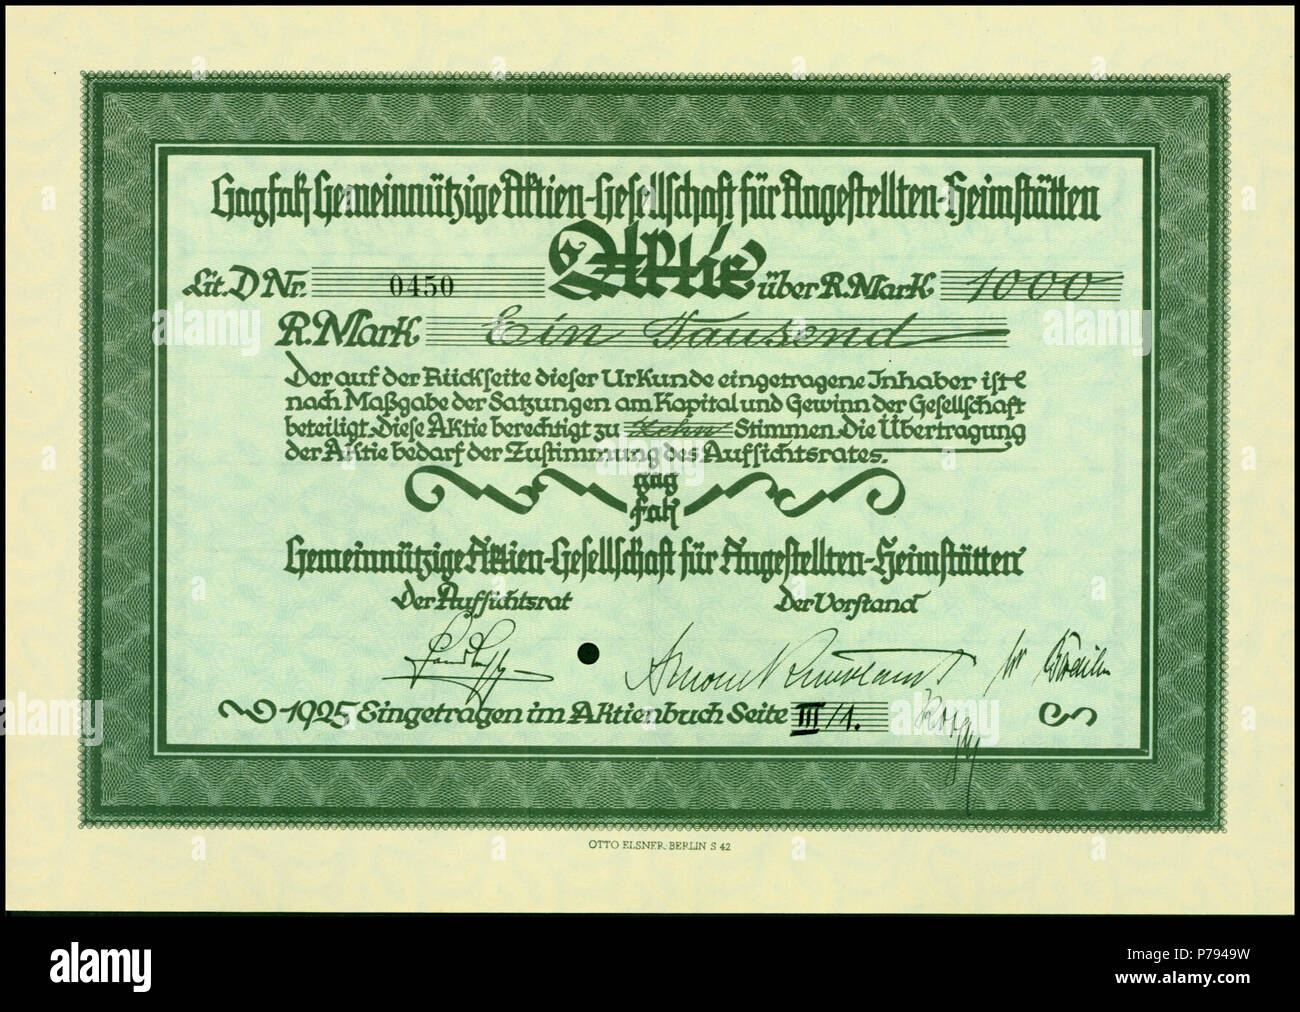 Gagfah Gemeinnützige Aktien-Gesellschaft für Angestellten-Heimstätten
Aktie
Lit. D Nr. 0450 über R. Mark 1000
R. Mark Ein Tausend
Der auf der Rückseite dieser Urkunde eingetragene Inhaber ist
nach Maßgabe der Satzungen am Kapital und Gewinn der Gesellschaft
beteiligt. Diese Aktie berechtigt zu Zehn Stimmen. Die Übertragung
der Aktie bedarf der Zustimmung des Aufsichtsrates.
gag
fah
Gemeinnützige Aktien-Gesellschaft für Angestellten-Heimstätten
Der Aufsichtsrat Der Vorstand
1925 Eingetragen im Aktienbuch Seite III/1.
OTTO ELSNER, BERLIN S 42
alamy
P7949W
www.alamy.com